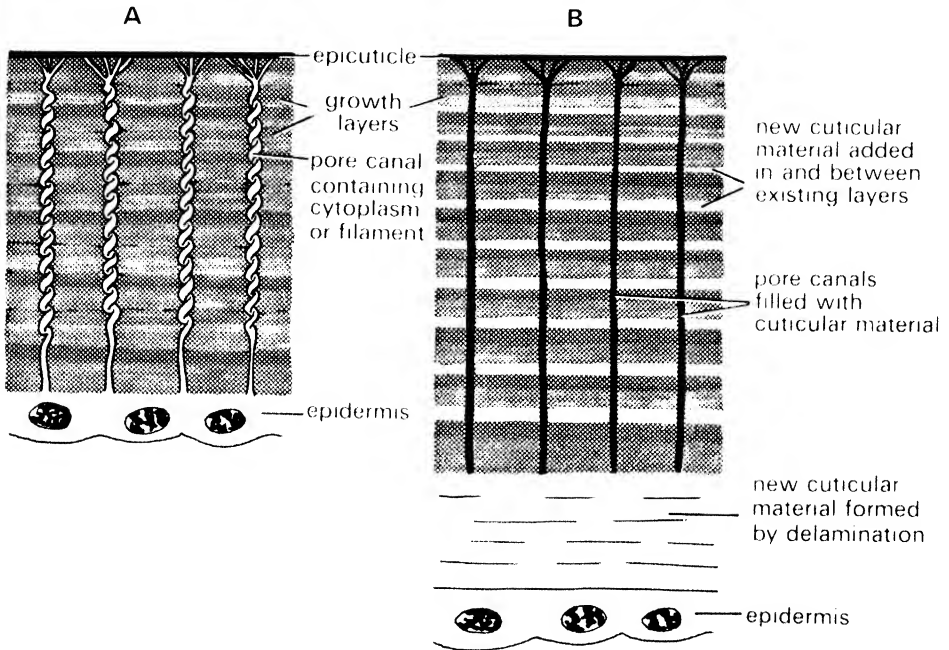 A
B
epicuticle
growth
layers
pore canal
containing
cytoplasm
or filament
epidermis
new cuticular
material added
in and between
existing layers
pore canals
filled with
cuticular material
new cuticular
material formed
by delamination
epidermis